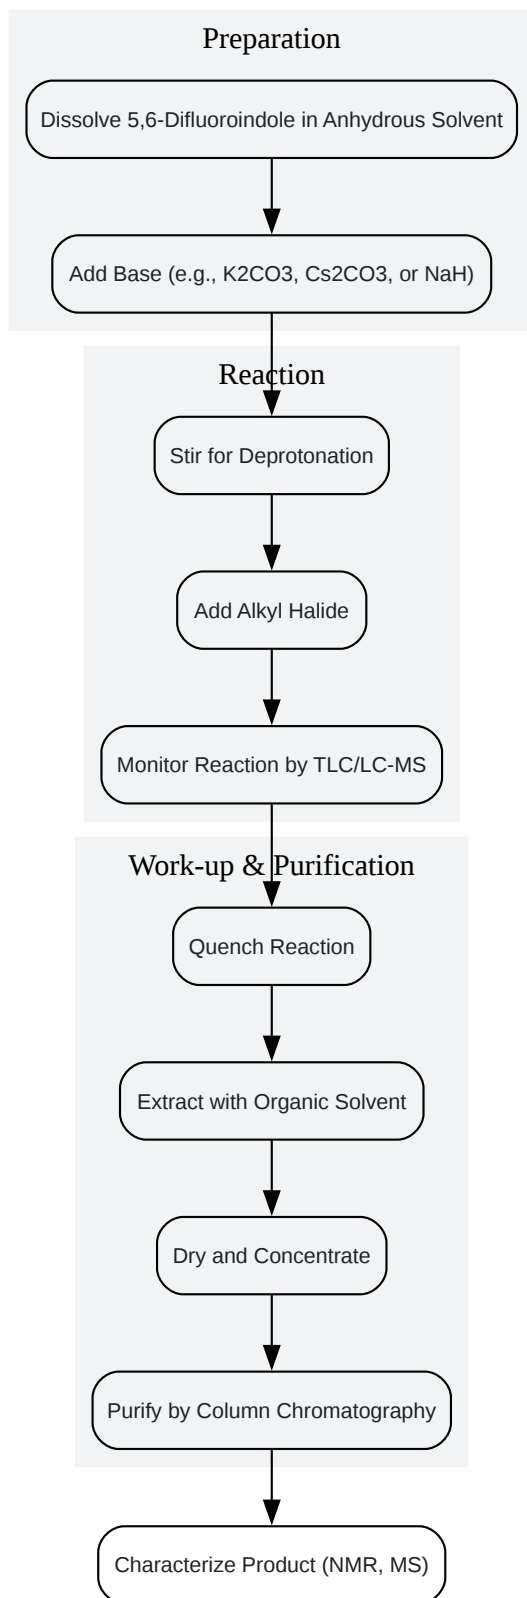 Preparation
Dissolve 5,6-Difluoroindole in Anhydrous Solvent
Add Base (e.g., K2CO3, Cs2CO3, or NaH)
Reaction
Stir for Deprotonation
Add Alkyl Halide
Monitor Reaction by TLC/LC-MS
Work-up & Purification
Quench Reaction
Extract with Organic Solvent
Dry and Concentrate
Purify by Column Chromatography
Characterize Product (NMR, MS)